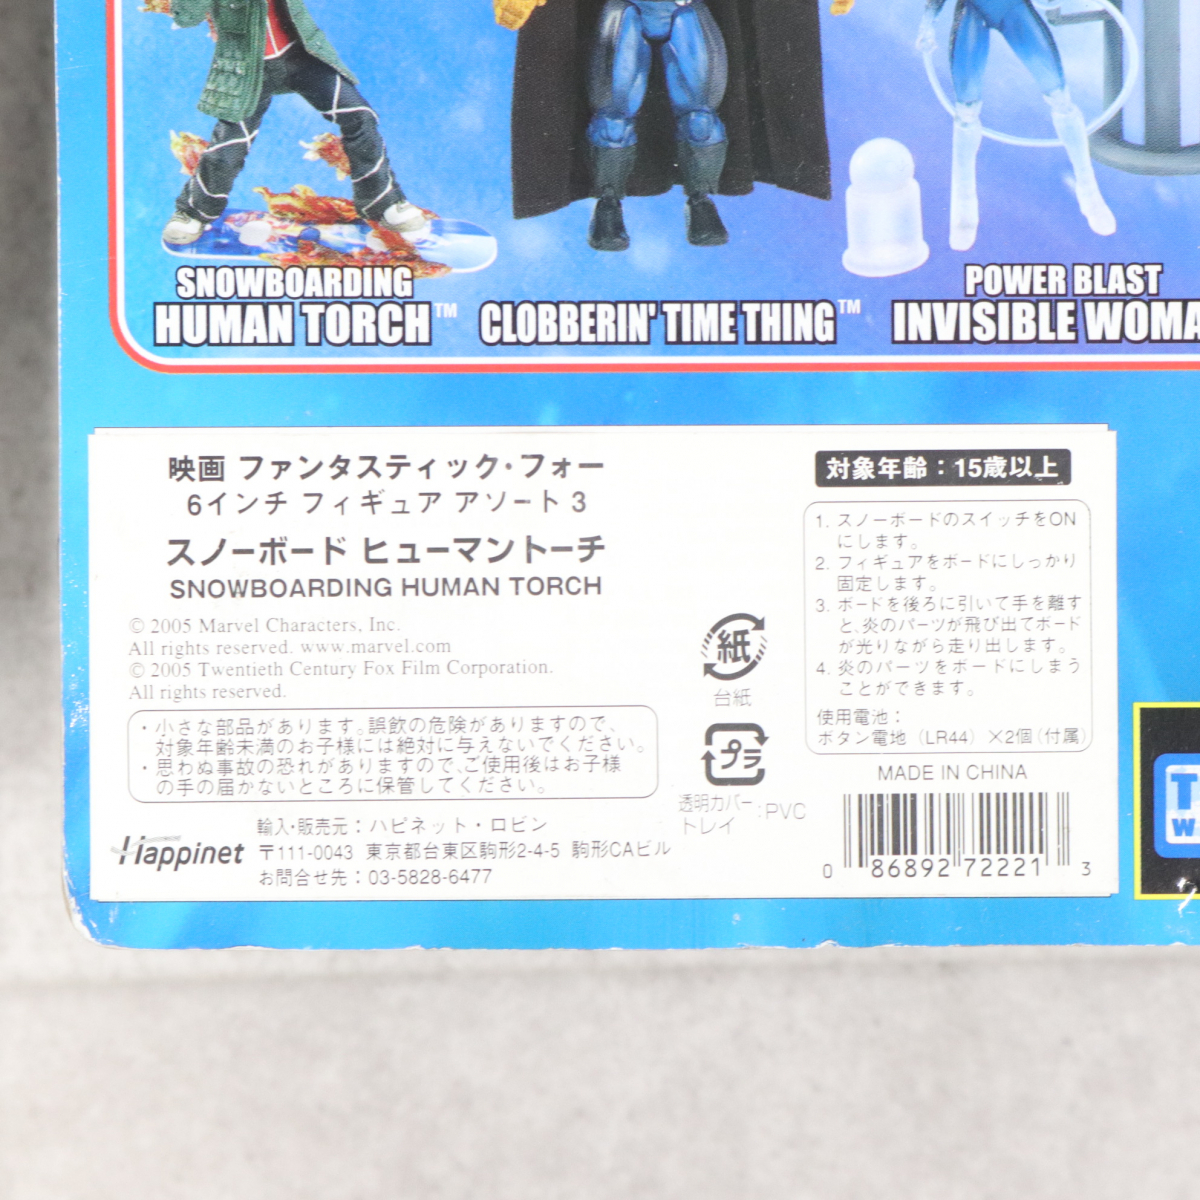 SNOWBOARDING
HUMAN TORCH™
CLOBBERIN' TIME THING™
POWER BLAST
INVISIBLE WOMA
映画 ファンタスティック・フォー
6インチ フィギュア アソート 3
スノーボード ヒューマントーチ
SNOWBOARDING HUMAN TORCH
© 2005 Marvel Characters, Inc.
All rights reserved. www.marvel.com
© 2005 Twentieth Century Fox Film Corporation.
All rights reserved.
・小さな部品があります。誤飲の危険がありますので、
対象年齢未満のお子様には絶対に与えないでください。
・思わぬ事故の恐れがありますので、ご使用後はお子様
の手の届かないところに保管してください。
Happinet
輸入・販売元：ハピネット・ロビン
〒111-0043 東京都台東区駒形2-4-5 駒形CAビル
お問合せ先：03-5828-6477
紙
台紙
プラ
透明カバー
トレイ
:PVC
対象年齢：15歳以上
1. スノーボードのスイッチをON
にします。
2. フィギュアをボードにしっかり
固定します。
3. ボードを後ろに引いて手を離す
と、炎のパーツが飛び出てボード
が光りながら走り出します。
4. 炎のパーツをボードにしまう
ことができます。
使用電池：
ボタン電池（LR44）×2個（付属）
MADE IN CHINA
0 86892 72221 3
T
W